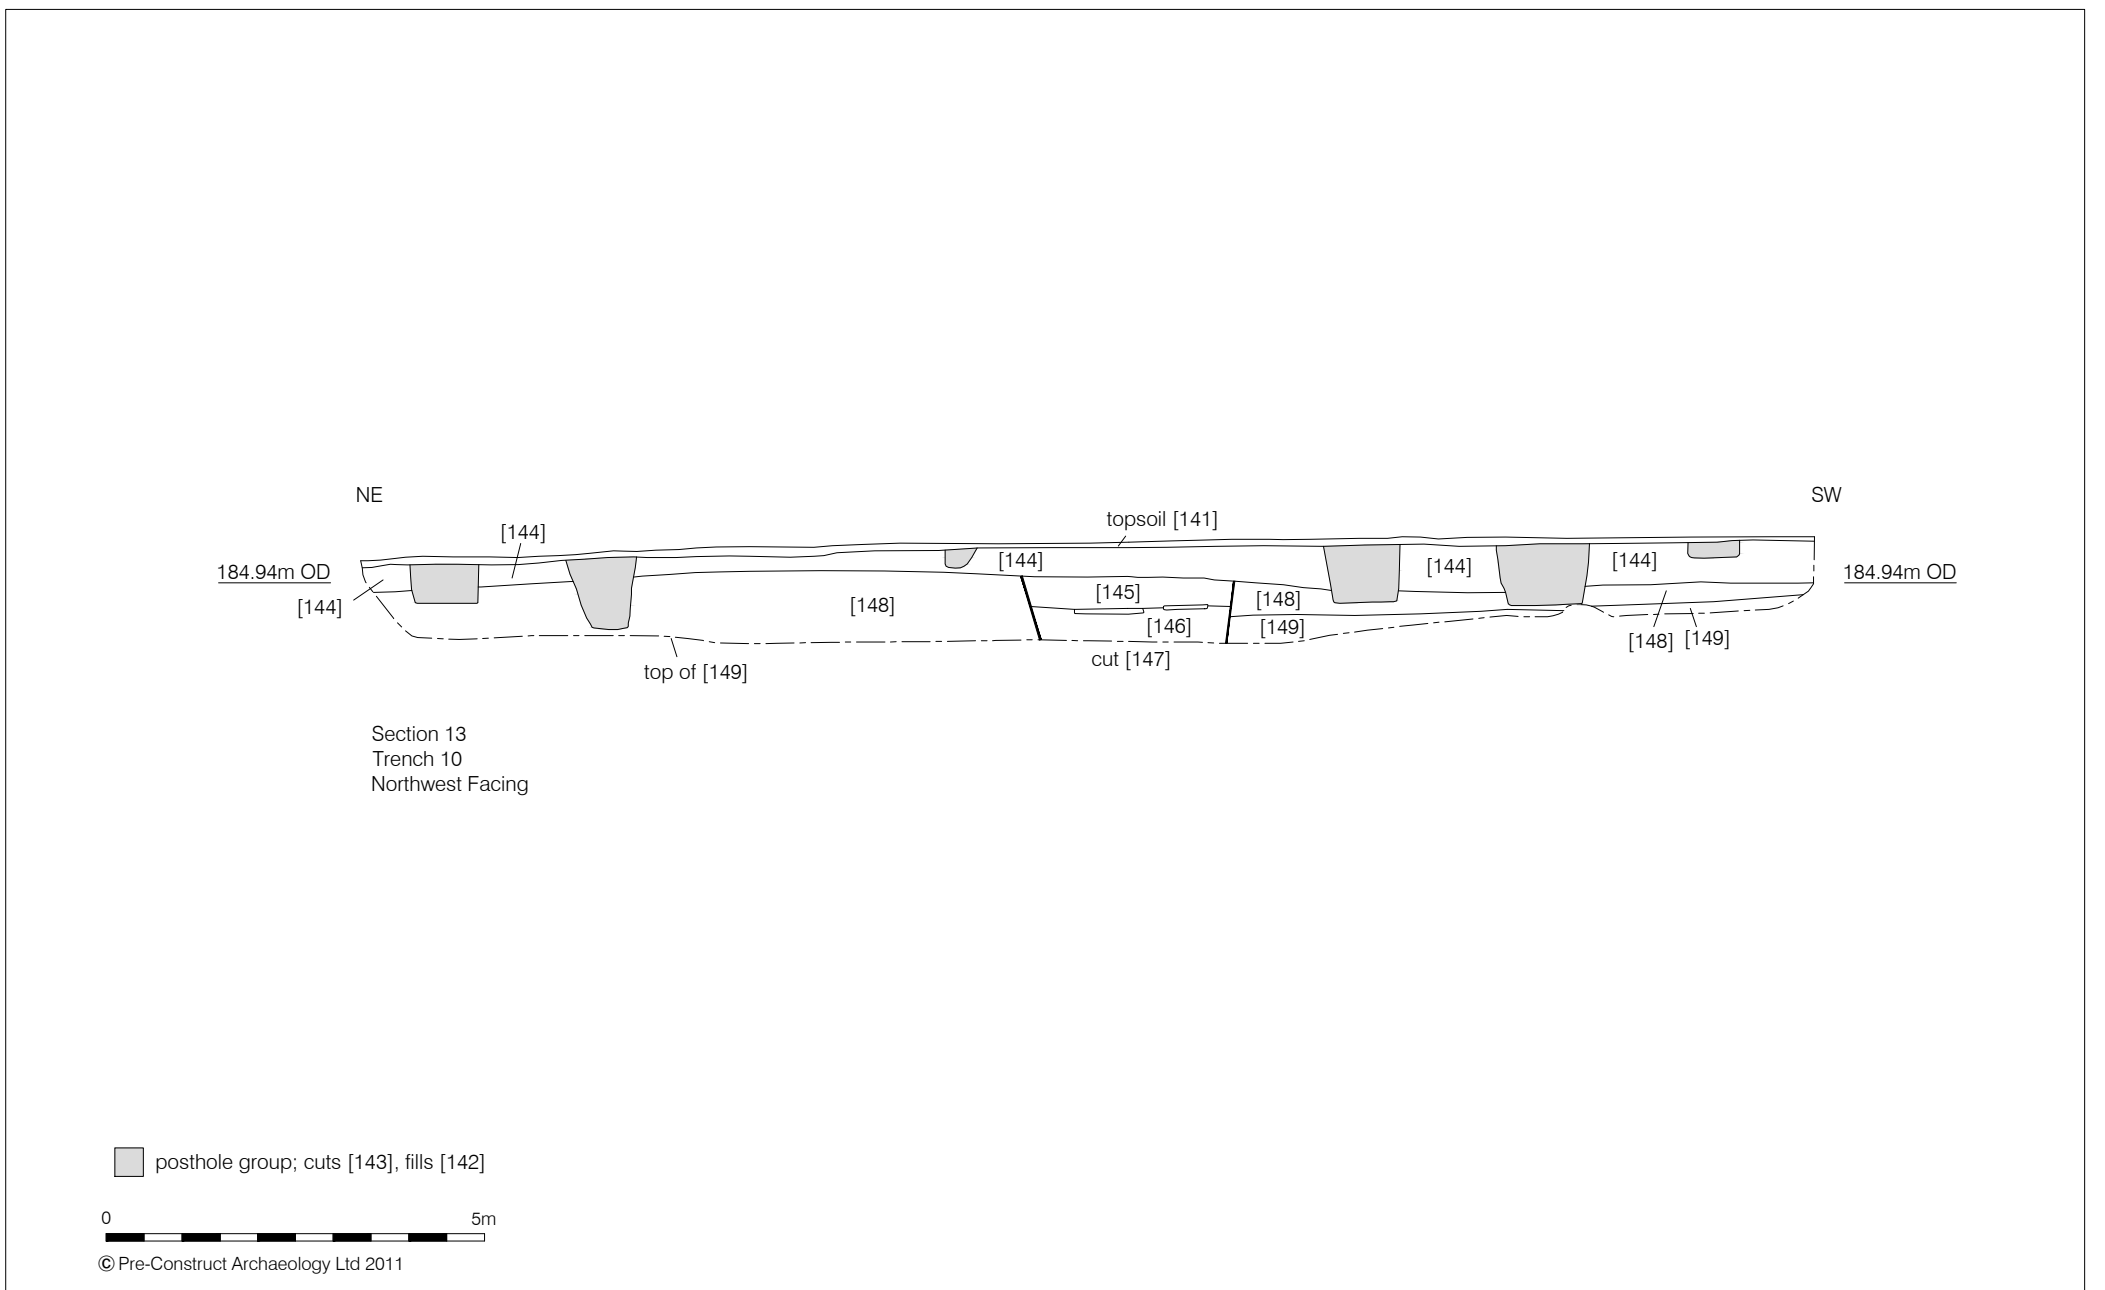 NE
SW
topsoil [141]
[144]
[144]
[144]
[144]
184.94m OD
184.94m OD
[144]
[145]
[148]
[148]
[146]
[149]
[148]
[149]
cut [147]
top of [149]
Section 13
Trench 10
Northwest Facing
posthole group; cuts [143], fills [142]
0
5m
© Pre-Construct Archaeology Ltd 2011